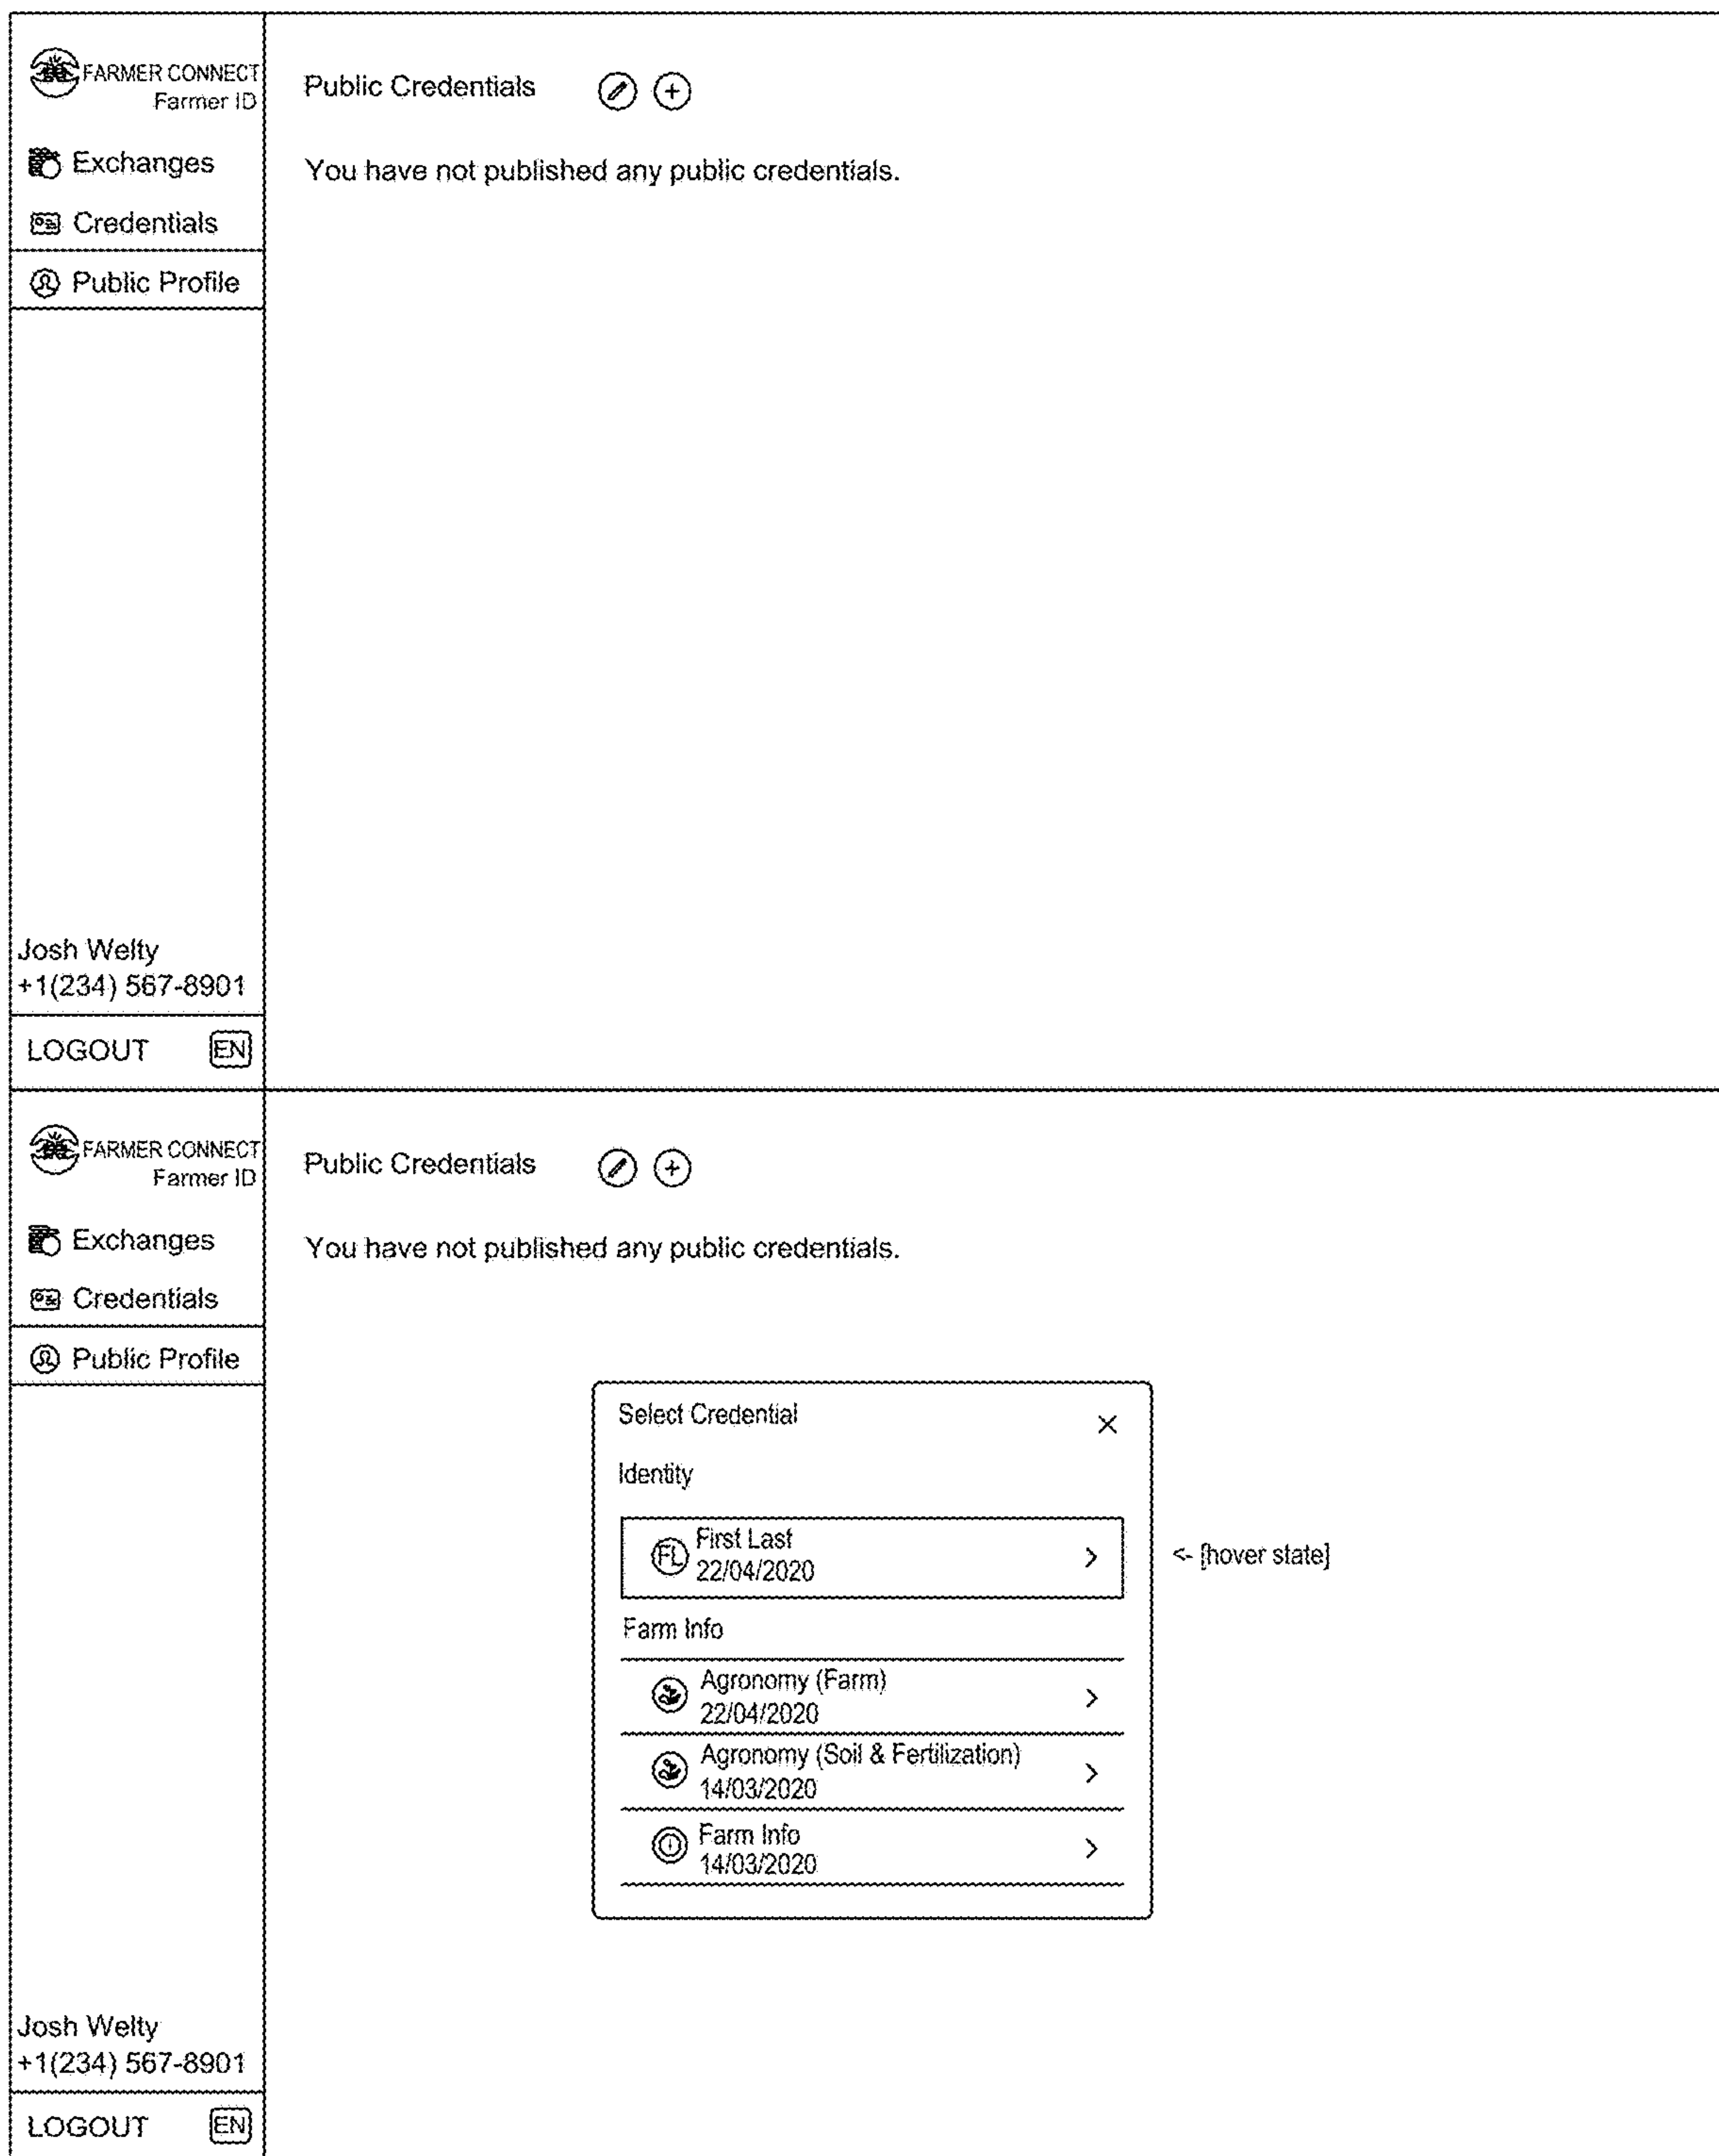 FARMER CONNECT
Farmer ID
Exchanges
Credentials
Public Profile
Josh Welty
+1(234) 567-8901
LOGOUT EN
Public Credentials
You have not published any public credentials.
FARMER CONNECT
Farmer ID
Exchanges
Credentials
Public Profile
Josh Welty
+1(234) 567-8901
LOGOUT EN
Public Credentials
You have not published any public credentials.
Select Credential
Identity
FL First Last
22/04/2020
<- [hover state]
Farm Info
Agronomy (Farm)
22/04/2020
Agronomy (Soil & Fertilization)
14/03/2020
Farm Info
14/03/2020